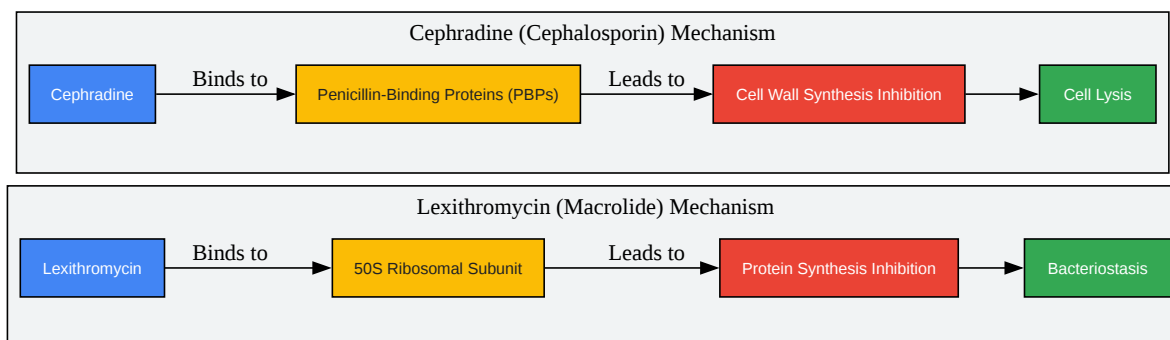 Cephradine (Cephalosporin) Mechanism
Cephradine
Binds to
Penicillin-Binding Proteins (PBPs)
Leads to
Cell Wall Synthesis Inhibition
Cell Lysis
Lexithromycin (Macrolide) Mechanism
Lexithromycin
Binds to
50S Ribosomal Subunit
Leads to
Protein Synthesis Inhibition
Bacteriostasis